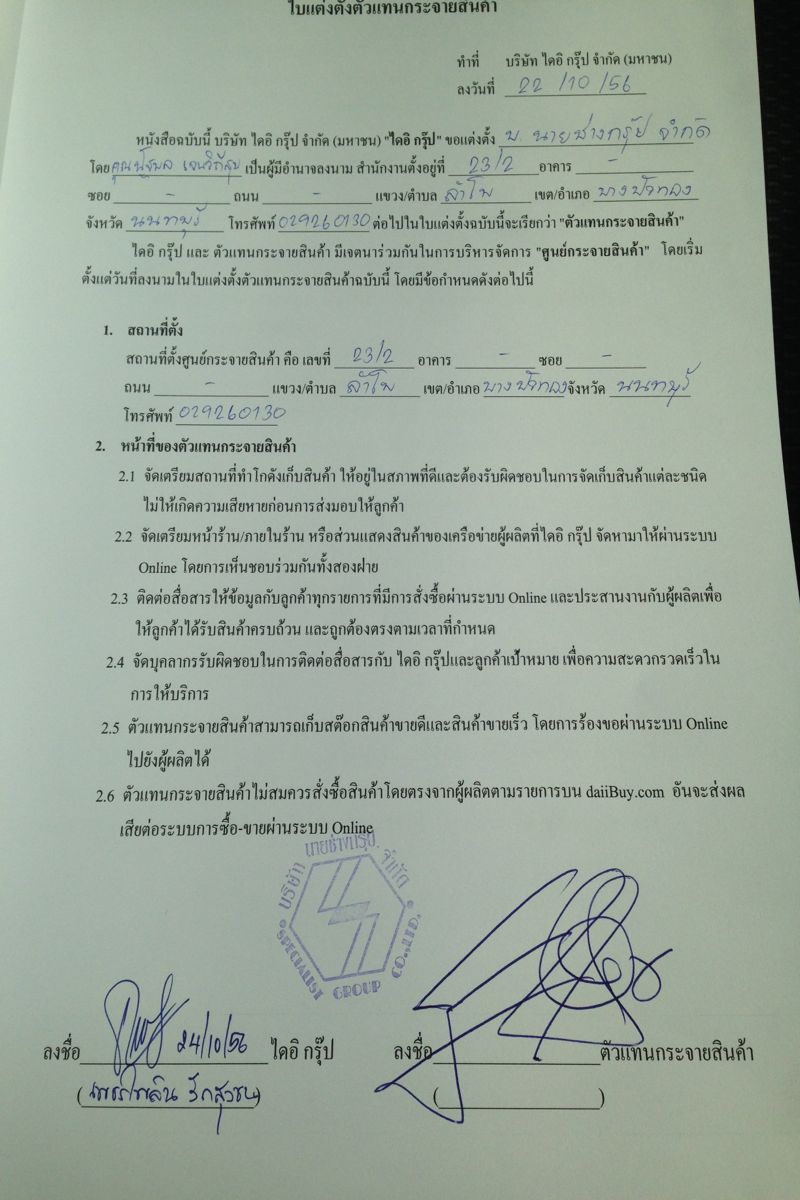 ใบแต่งตั้งตัวแทนกระจายสินค้า
ทำที่ บริษัท ไดอิ กรุ๊ป จำกัด (มหาชน)
ลงวันที่ 22 /10 /56
หนังสือฉบับนี้ บริษัท ไดอิ กรุ๊ป จำกัด (มหาชน) "ไดอิ กรุ๊ป" ขอแต่งตั้ง บ. นายช่างกรุ๊ป จำกัด
โดย เป็นผู้มีอำนาจลงนาม สำนักงานตั้งอยู่ที่ 23/2 อาคาร -
ซอย - ถนน - แขวง/ตำบล ลำโพ เขต/อำเภอ บางบัวทอง
จังหวัด นนทบุรี โทรศัพท์ 029260130 ต่อไปในใบแต่งตั้งฉบับนี้จะเรียกว่า "ตัวแทนกระจายสินค้า"
ไดอิ กรุ๊ป และ ตัวแทนกระจายสินค้า มีเจตนาร่วมกันในการบริหารจัดการ "ศูนย์กระจายสินค้า" โดยเริ่ม
ตั้งแต่วันที่ลงนามในใบแต่งตั้งตัวแทนกระจายสินค้าฉบับนี้ โดยมีข้อกำหนดดังต่อไปนี้
1. สถานที่ตั้ง
สถานที่ตั้งศูนย์กระจายสินค้า คือ เลขที่ 23/2 อาคาร - ซอย -
ถนน - แขวง/ตำบล ลำโพ เขต/อำเภอ บางบัวทอง จังหวัด นนทบุรี
โทรศัพท์ 029260130
2. หน้าที่ของตัวแทนกระจายสินค้า
2.1 จัดเตรียมสถานที่ทำโกดังเก็บสินค้า ให้อยู่ในสภาพที่ดีและต้องรับผิดชอบในการจัดเก็บสินค้าแต่ละชนิด
ไม่ให้เกิดความเสียหายก่อนการส่งมอบให้ลูกค้า
2.2 จัดเตรียมหน้าร้าน/ภายในร้าน หรือส่วนแสดงสินค้าของเครือข่ายผู้ผลิตที่ไดอิ กรุ๊ป จัดหามาให้ผ่านระบบ
Online โดยการเห็นชอบร่วมกันทั้งสองฝ่าย
2.3 ติดต่อสื่อสารให้ข้อมูลกับลูกค้าทุกรายการที่มีการสั่งซื้อผ่านระบบ Online และประสานงานกับผู้ผลิตเพื่อ
ให้ลูกค้าได้รับสินค้าครบถ้วน และถูกต้องตรงตามเวลาที่กำหนด
2.4 จัดบุคลากรรับผิดชอบในการติดต่อสื่อสารกับ ไดอิ กรุ๊ปและลูกค้าเป้าหมาย เพื่อความสะดวกรวดเร็วใน
การให้บริการ
2.5 ตัวแทนกระจายสินค้าสามารถเก็บสต๊อกสินค้าขายดีและสินค้าขายเร็ว โดยการร้องขอผ่านระบบ Online
ไปยังผู้ผลิตได้
2.6 ตัวแทนกระจายสินค้าไม่สมควรสั่งซื้อสินค้าโดยตรงจากผู้ผลิตตามรายการบน daiiBuy.com อันจะส่งผล
เสียต่อระบบการซื้อ-ขายผ่านระบบ Online
บริษัท นายช่างกรุ๊ป จำกัด
SPECIALIST GROUP CO.,LTD.
ลงชื่อ 24/10/56 ไดอิ กรุ๊ป ลงชื่อ ตัวแทนกระจายสินค้า
(เพชรไพลิน รักสุวชน) ( )